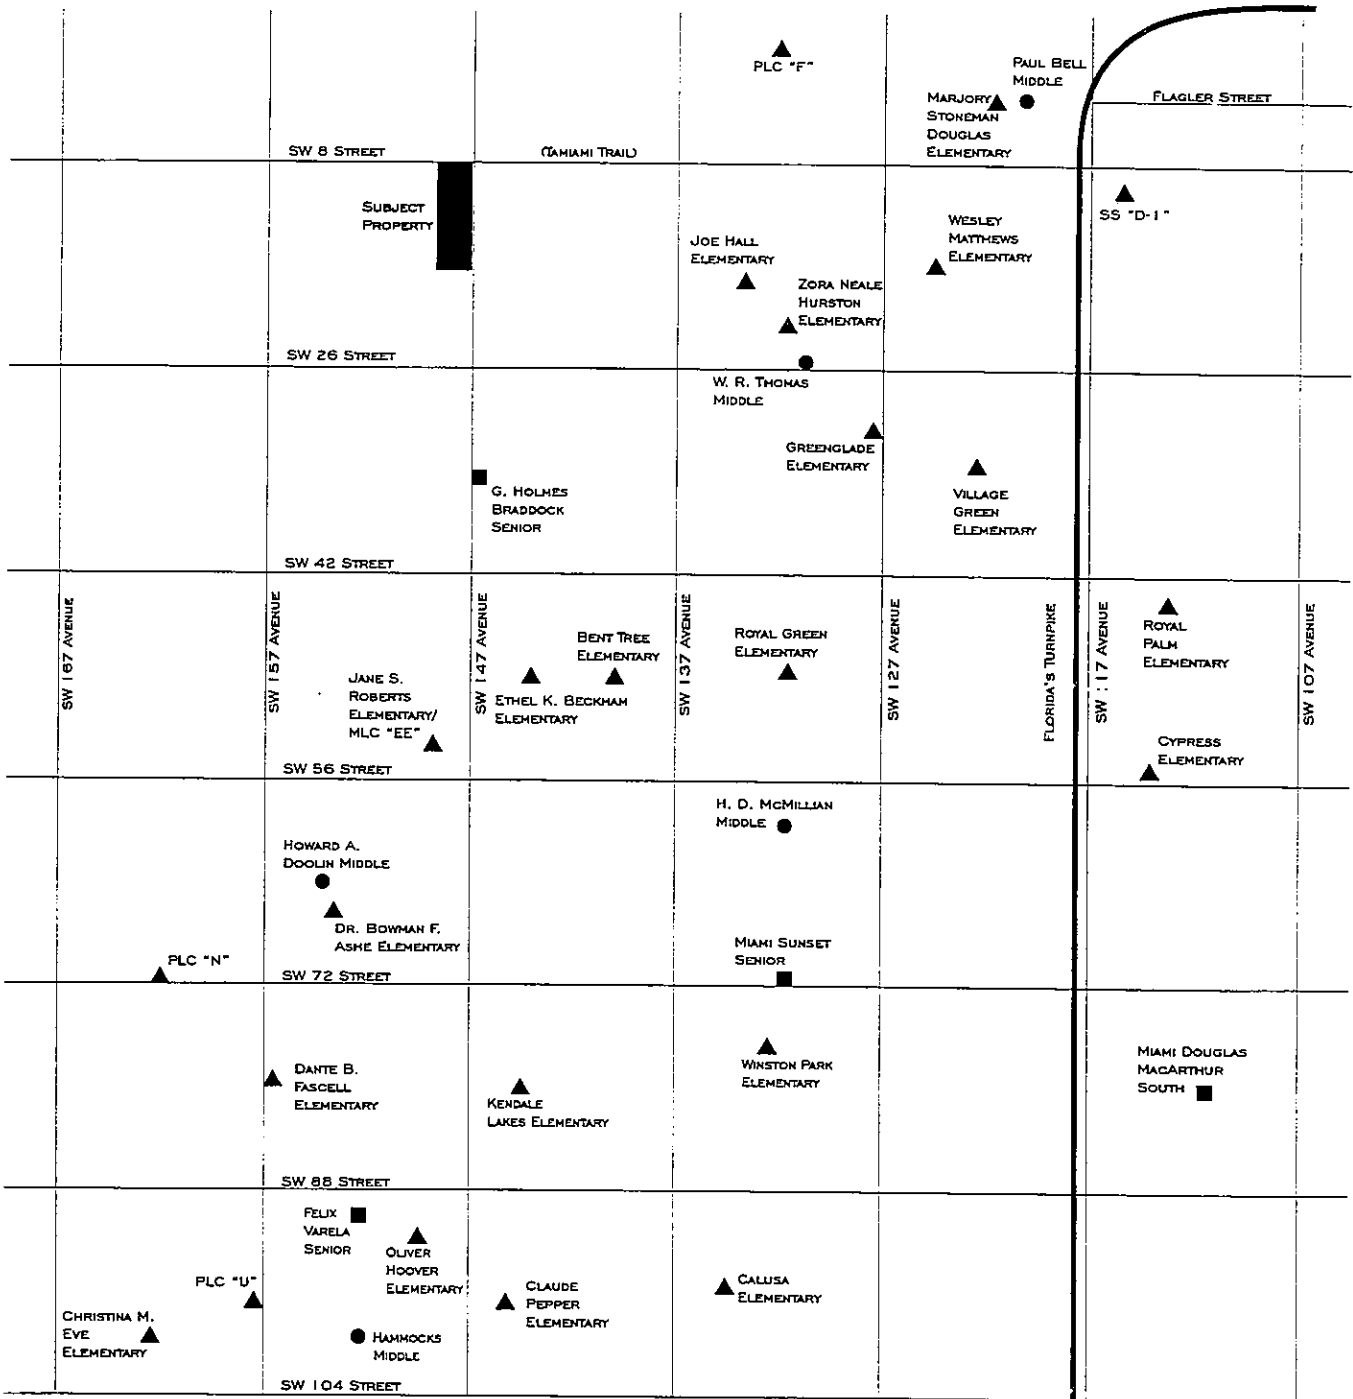 PLC "F"
PAUL BELL
MIDDLE
MARJORY
STONEMAN
DOUGLAS
ELEMENTARY
FLAGLER STREET
SW 8 STREET
(TAMIAMI TRAIL)
SUBJECT
PROPERTY
SS "D-1"
WESLEY
MATTHEWS
ELEMENTARY
JOE HALL
ELEMENTARY
ZORA NEALE
HURSTON
ELEMENTARY
SW 26 STREET
W. R. THOMAS
MIDDLE
GREENGLADE
ELEMENTARY
G. HOLMES
BRADDOCK
SENIOR
VILLAGE
GREEN
ELEMENTARY
SW 42 STREET
SW 167 AVENUE
SW 157 AVENUE
SW 147 AVENUE
SW 137 AVENUE
SW 127 AVENUE
FLORIDA'S TURNPIKE
SW :17 AVENUE
SW 107 AVENUE
BENT TREE
ELEMENTARY
ROYAL GREEN
ELEMENTARY
ROYAL
PALM
ELEMENTARY
JANE S.
ROBERTS
ELEMENTARY/
MLC "EE"
ETHEL K. BECKHAM
ELEMENTARY
CYPRESS
ELEMENTARY
SW 56 STREET
H. D. MCMILLIAN
MIDDLE
HOWARD A.
DOOLIN MIDDLE
DR. BOWMAN F.
ASHE ELEMENTARY
MIAMI SUNSET
SENIOR
PLC "N"
SW 72 STREET
DANTE B.
FASCELL
ELEMENTARY
KENDALE
LAKES ELEMENTARY
WINSTON PARK
ELEMENTARY
MIAMI DOUGLAS
MACARTHUR
SOUTH
SW 88 STREET
FELIX
VARELA
SENIOR
OLIVER
HOOVER
ELEMENTARY
PLC "U"
CLAUDE
PEPPER
ELEMENTARY
CALUSA
ELEMENTARY
CHRISTINA M.
EVE
ELEMENTARY
HAMMOCKS
MIDDLE
SW 104 STREET